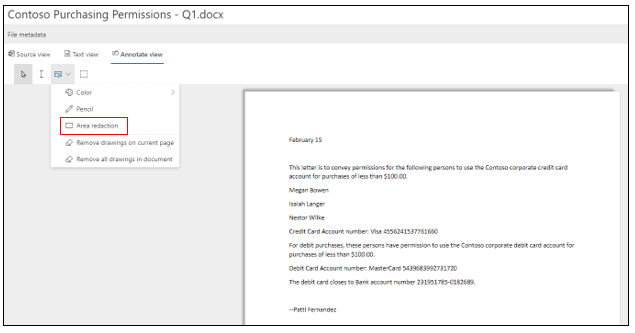 Contoso Purchasing Permissions - Q1.docx
File metadata
Source view Text view Annotate view
Color
Pencil
Area redaction
Remove drawings on current page
Remove all drawings in document
February 15
This letter is to convey permissions for the following persons to use the Contoso corporate credit card
account for purchases of less than $100.00.
Megan Bowen
Isaiah Langer
Nestor Wilke
Credit Card Account number: Visa 4556241537761660
For debit purchases, these persons have permission to use the Contoso corporate debit card account for
purchases of less than $100.00.
Debit Card Account number: MasterCard 5439683992731720
The debit card closes to Bank account number 231951785-0182689.
--Patti Fernandez